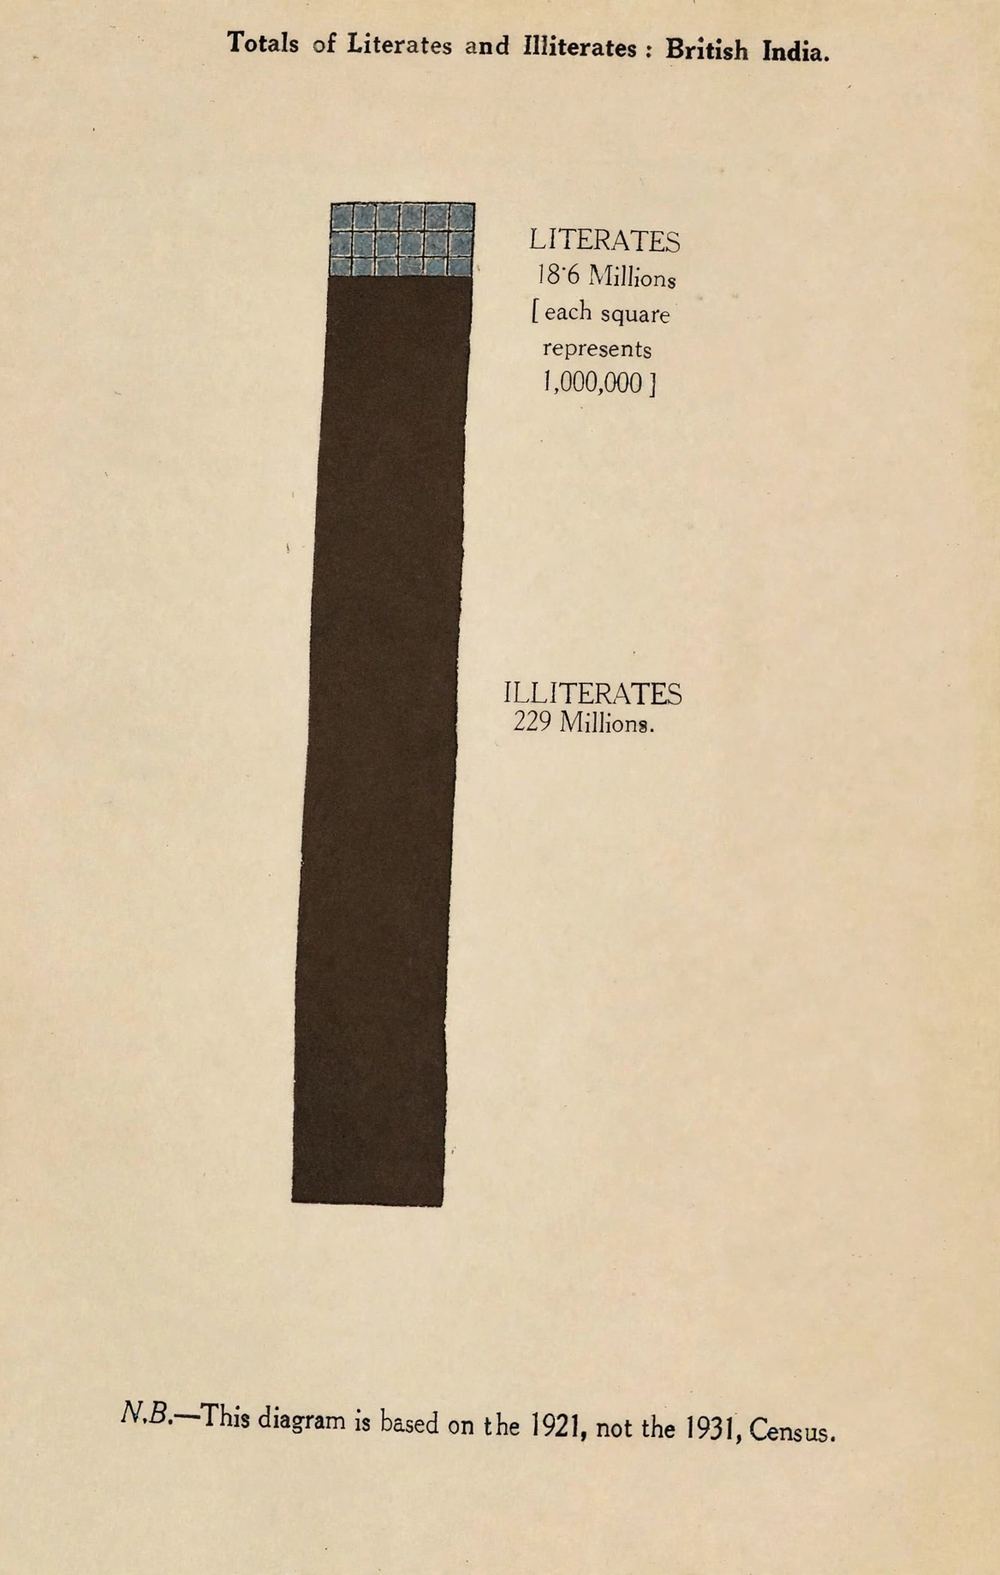 Totals of Literates and Illiterates : British India.
LITERATES
18·6 Millions
[ each square
represents
1,000,000 ]
ILLITERATES
229 Millions.
N.B.—This diagram is based on the 1921, not the 1931, Census.